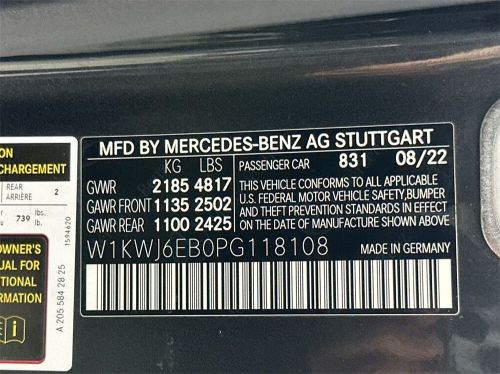 MFD BY MERCEDES-BENZ AG STUTTGART
KG LBS PASSENGER CAR 831 08/22
GVWR 2185 4817
GAWR FRONT 1135 2502
GAWR REAR 1100 2425
THIS VEHICLE CONFORMS TO ALL APPLICABLE
U.S. FEDERAL MOTOR VEHICLE SAFETY, BUMPER
AND THEFT PREVENTION STANDARDS IN EFFECT
ON THE DATE OF MANUFACTURE SHOWN ABOVE
W1KWJ6EB0PG118108 MADE IN GERMANY
ON
CHARGEMENT
REAR
ARRIÈRE 2
739 lbs.
lb.
1594620
OWNER'S
UAL FOR
TIONAL
RMATION
i
A 205 584 28 25